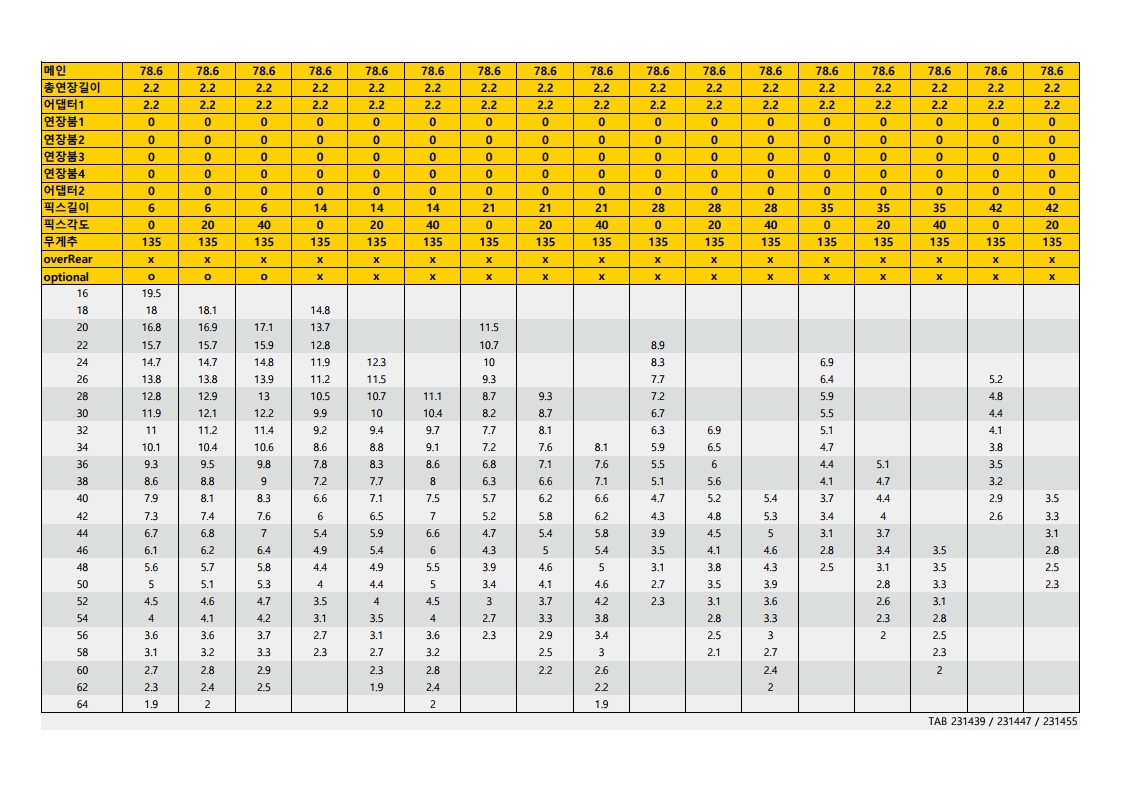 메인 78.6 78.6 78.6 78.6 78.6 78.6 78.6 78.6 78.6 78.6 78.6 78.6 78.6 78.6 78.6 78.6 78.6
총연장길이 2.2 2.2 2.2 2.2 2.2 2.2 2.2 2.2 2.2 2.2 2.2 2.2 2.2 2.2 2.2 2.2 2.2
어댑터1 2.2 2.2 2.2 2.2 2.2 2.2 2.2 2.2 2.2 2.2 2.2 2.2 2.2 2.2 2.2 2.2 2.2
연장붐1 0 0 0 0 0 0 0 0 0 0 0 0 0 0 0 0 0
연장붐2 0 0 0 0 0 0 0 0 0 0 0 0 0 0 0 0 0
연장붐3 0 0 0 0 0 0 0 0 0 0 0 0 0 0 0 0 0
연장붐4 0 0 0 0 0 0 0 0 0 0 0 0 0 0 0 0 0
어댑터2 0 0 0 0 0 0 0 0 0 0 0 0 0 0 0 0 0
픽스길이 6 6 6 14 14 14 21 21 21 28 28 28 35 35 35 42 42
픽스각도 0 20 40 0 20 40 0 20 40 0 20 40 0 20 40 0 20
무게추 135 135 135 135 135 135 135 135 135 135 135 135 135 135 135 135 135
overRear x x x x x x x x x x x x x x x x x
optional o o o x x x x x x x x x x x x x x
16 19.5
18 18 18.1 14.8
20 16.8 16.9 17.1 13.7 11.5
22 15.7 15.7 15.9 12.8 10.7 8.9
24 14.7 14.7 14.8 11.9 12.3 10 8.3 6.9
26 13.8 13.8 13.9 11.2 11.5 9.3 7.7 6.4 5.2
28 12.8 12.9 13 10.5 10.7 11.1 8.7 9.3 7.2 5.9 4.8
30 11.9 12.1 12.2 9.9 10 10.4 8.2 8.7 6.7 5.5 4.4
32 11 11.2 11.4 9.2 9.4 9.7 7.7 8.1 6.3 6.9 5.1 4.1
34 10.1 10.4 10.6 8.6 8.8 9.1 7.2 7.6 8.1 5.9 6.5 4.7 3.8
36 9.3 9.5 9.8 7.8 8.3 8.6 6.8 7.1 7.6 5.5 6 4.4 5.1 3.5
38 8.6 8.8 9 7.2 7.7 8 6.3 6.6 7.1 5.1 5.6 4.1 4.7 3.2
40 7.9 8.1 8.3 6.6 7.1 7.5 5.7 6.2 6.6 4.7 5.2 5.4 3.7 4.4 2.9 3.5
42 7.3 7.4 7.6 6 6.5 7 5.2 5.8 6.2 4.3 4.8 5.3 3.4 4 2.6 3.3
44 6.7 6.8 7 5.4 5.9 6.6 4.7 5.4 5.8 3.9 4.5 5 3.1 3.7 3.1
46 6.1 6.2 6.4 4.9 5.4 6 4.3 5 5.4 3.5 4.1 4.6 2.8 3.4 3.5 2.8
48 5.6 5.7 5.8 4.4 4.9 5.5 3.9 4.6 5 3.1 3.8 4.3 2.5 3.1 3.5 2.5
50 5 5.1 5.3 4 4.4 5 3.4 4.1 4.6 2.7 3.5 3.9 2.8 3.3 2.3
52 4.5 4.6 4.7 3.5 4 4.5 3 3.7 4.2 2.3 3.1 3.6 2.6 3.1
54 4 4.1 4.2 3.1 3.5 4 2.7 3.3 3.8 2.8 3.3 2.3 2.8
56 3.6 3.6 3.7 2.7 3.1 3.6 2.3 2.9 3.4 2.5 3 2 2.5
58 3.1 3.2 3.3 2.3 2.7 3.2 2.5 3 2.1 2.7 2.3
60 2.7 2.8 2.9 2.3 2.8 2.2 2.6 2.4 2
62 2.3 2.4 2.5 1.9 2.4 2.2 2
64 1.9 2 2 1.9
TAB 231439 / 231447 / 231455